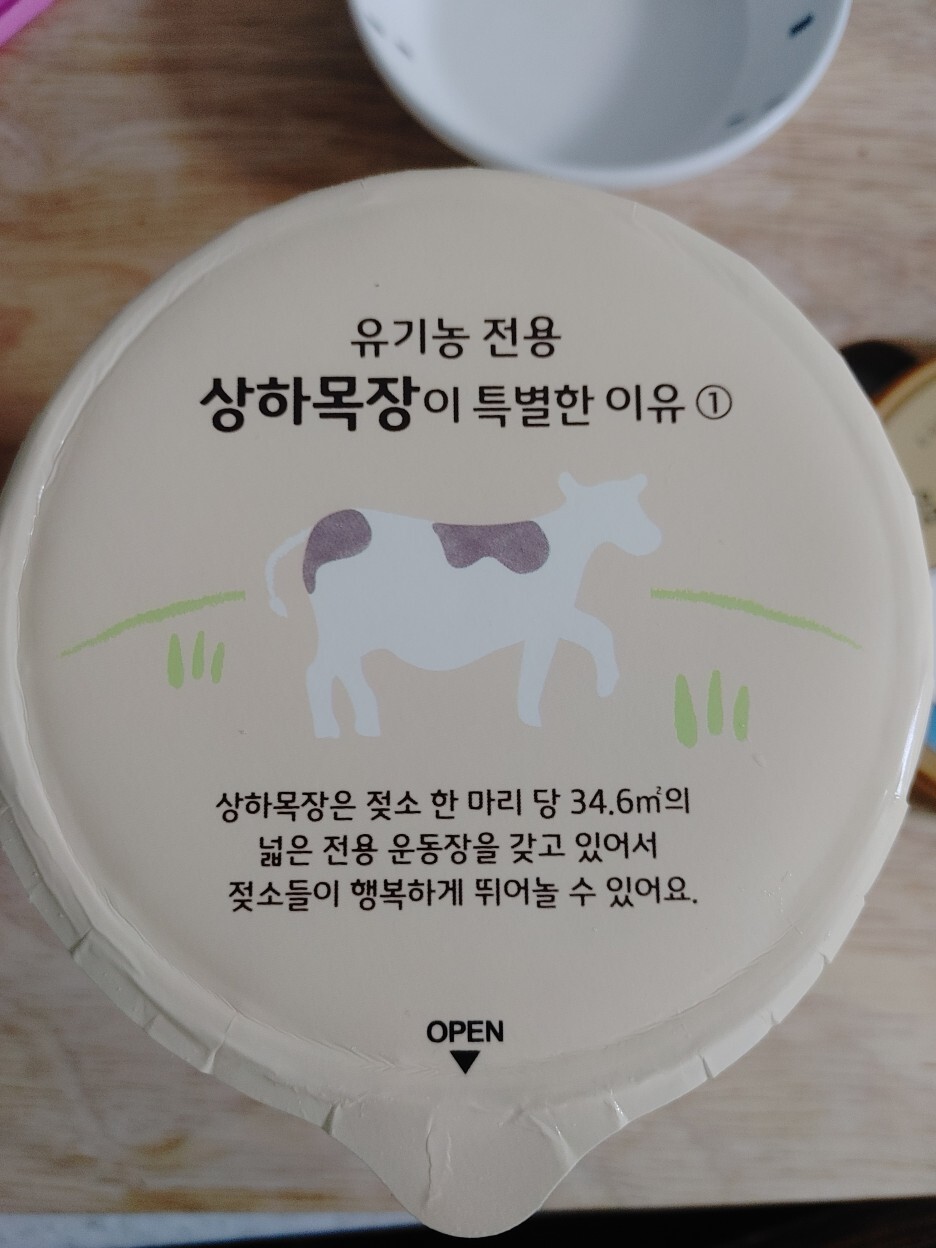 유기농 전용
상하목장이 특별한 이유 ①
상하목장은 젖소 한 마리 당 34.6㎡의
넓은 전용 운동장을 갖고 있어서
젖소들이 행복하게 뛰어놀 수 있어요.
OPEN